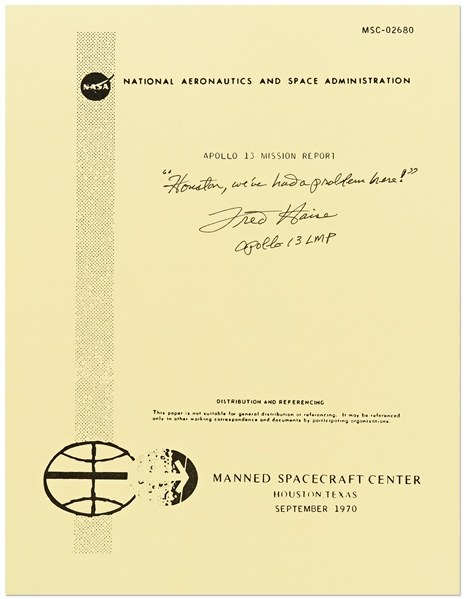 MSC-02680
NASA
NATIONAL AERONAUTICS AND SPACE ADMINISTRATION
APOLLO 13 MISSION REPORT
"Houston, we've had a problem here!"
Fred Haise
Apollo 13 LMP
DISTRIBUTION AND REFERENCING
This paper is not suitable for general distribution or referencing. It may be referenced
only in other working correspondence and documents by participating organizations.
MANNED SPACECRAFT CENTER
HOUSTON, TEXAS
SEPTEMBER 1970